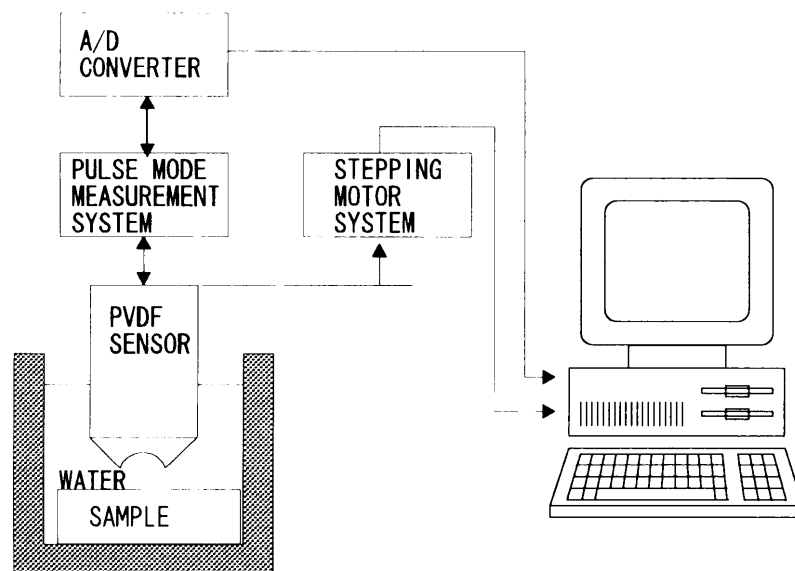 A/D
CONVERTER
PULSE MODE
MEASUREMENT
SYSTEM
STEPPING
MOTOR
SYSTEM
PVDF
SENSOR
WATER
SAMPLE